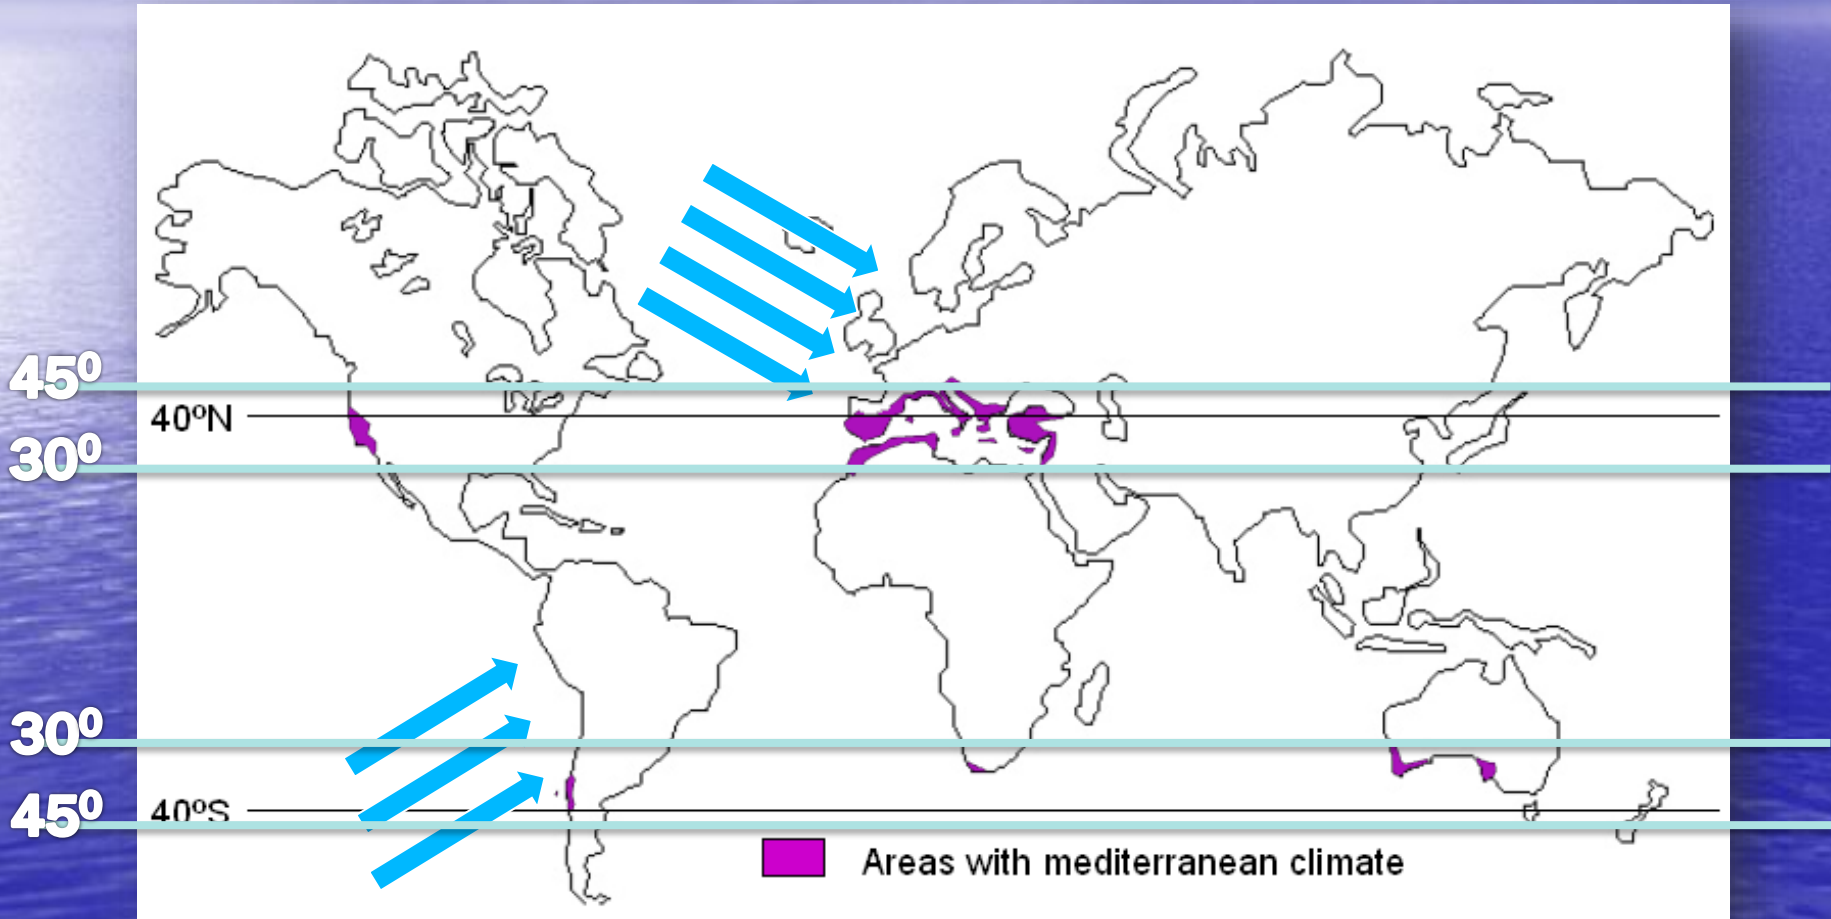 45⁰
40ºN
30⁰
30⁰
40ºS
45⁰
Areas with mediterranean climate